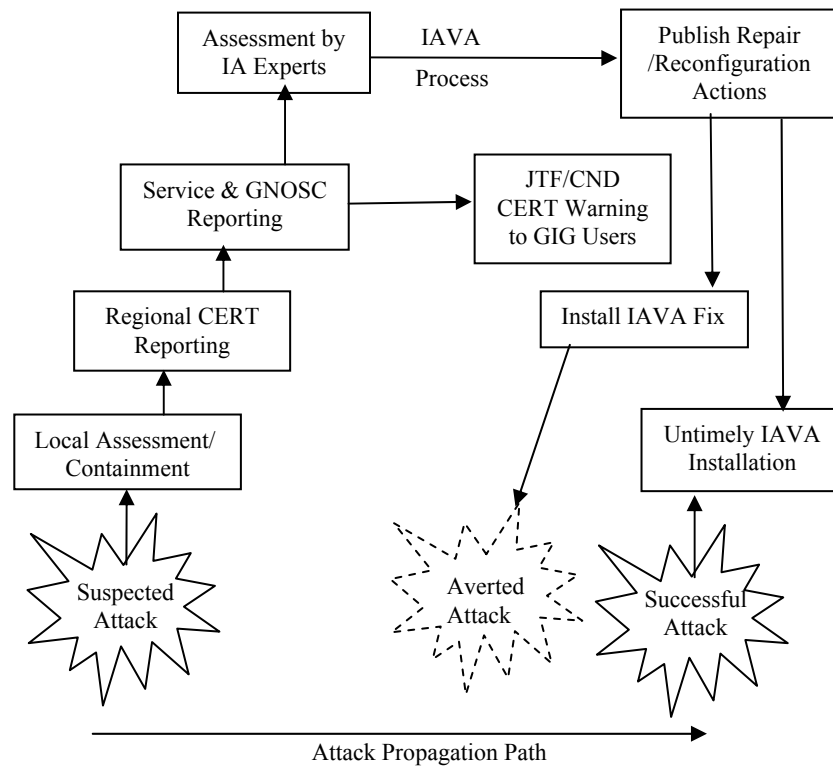 Assessment by
IA Experts
IAVA
Process
Publish Repair
/Reconfiguration
Actions
Service & GNOSC
Reporting
JTF/CND
CERT Warning
to GIG Users
Regional CERT
Reporting
Install IAVA Fix
Local Assessment/
Containment
Untimely IAVA
Installation
Suspected
Attack
Averted
Attack
Successful
Attack
Attack Propagation Path